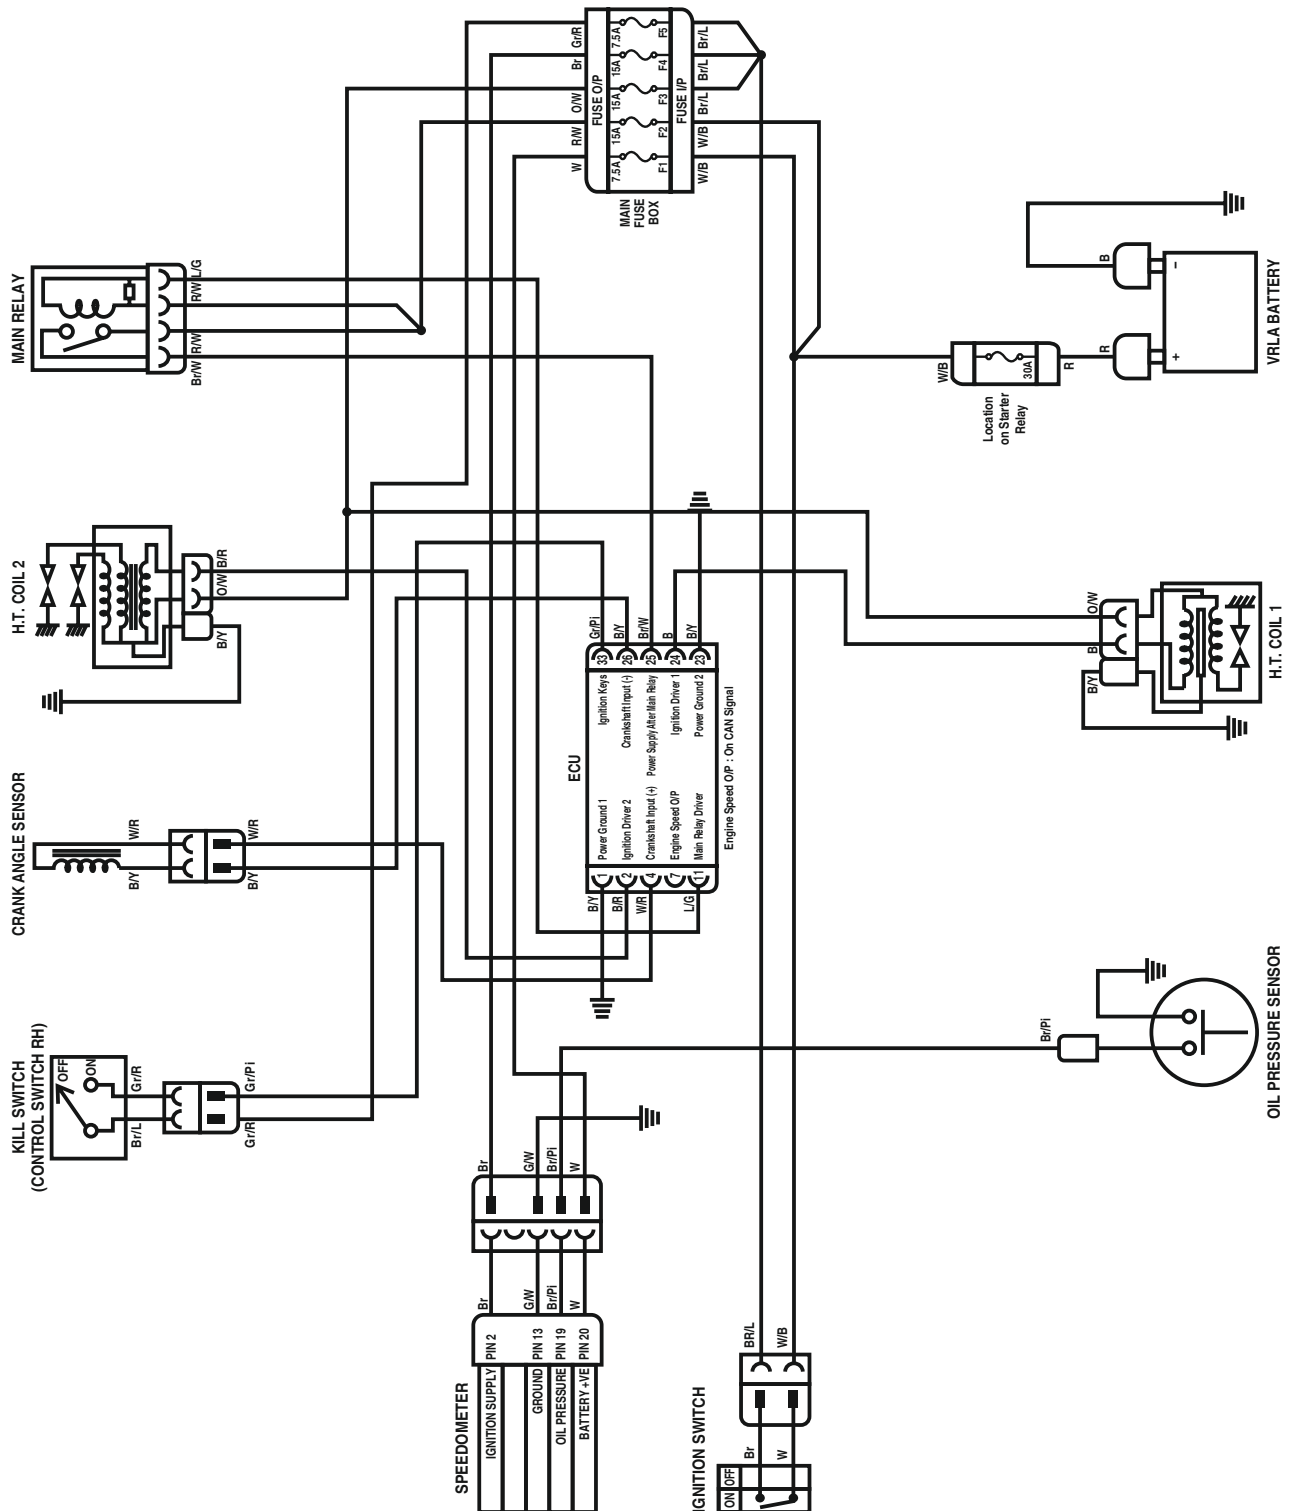 Gr/R
Br
O/W
R/W
W
FUSE O/P
7.5A
15A
15A
15A
7.5A
F5
F4
F3
F2
F1
FUSE I/P
Br/L
Br/L
Br/L
W/B
W/B
MAIN
FUSE
BOX
MAIN RELAY
L/G
R/W
R/W
Br/W
B
R
–
+
VRLA BATTERY
W/B
30A
R
Location
on Starter
Relay
H.T. COIL 2
B/R
O/W
B/Y
ECU
Gr/Pi
B/Y
Br/W
B
B/Y
33
26
25
24
23
Ignition Keys
Crankshaft Input (-)
Power Supply After Main Relay
Ignition Driver 1
Power Ground 2
Power Ground 1
Ignition Driver 2
Crankshaft Input (+)
Engine Speed O/P
Main Relay Driver
1
2
4
7
11
B/Y
B/R
W/R
L/G
Engine Speed O/P : On CAN Signal
O/W
B
B/Y
H.T. COIL 1
CRANK ANGLE SENSOR
W/R
B/Y
W/R
B/Y
KILL SWITCH
(CONTROL SWITCH RH)
OFF
ON
Gr/R
Br/L
Gr/Pi
Gr/R
Br/Pi
OIL PRESSURE SENSOR
Br
G/W
Br/Pi
W
Br
G/W
Br/Pi
W
SPEEDOMETER
IGNITION SUPPLY
PIN 2
GROUND
PIN 13
OIL PRESSURE
PIN 19
BATTERY +VE
PIN 20
IGNITION SWITCH
BR/L
W/B
Br
W
ON
OFF